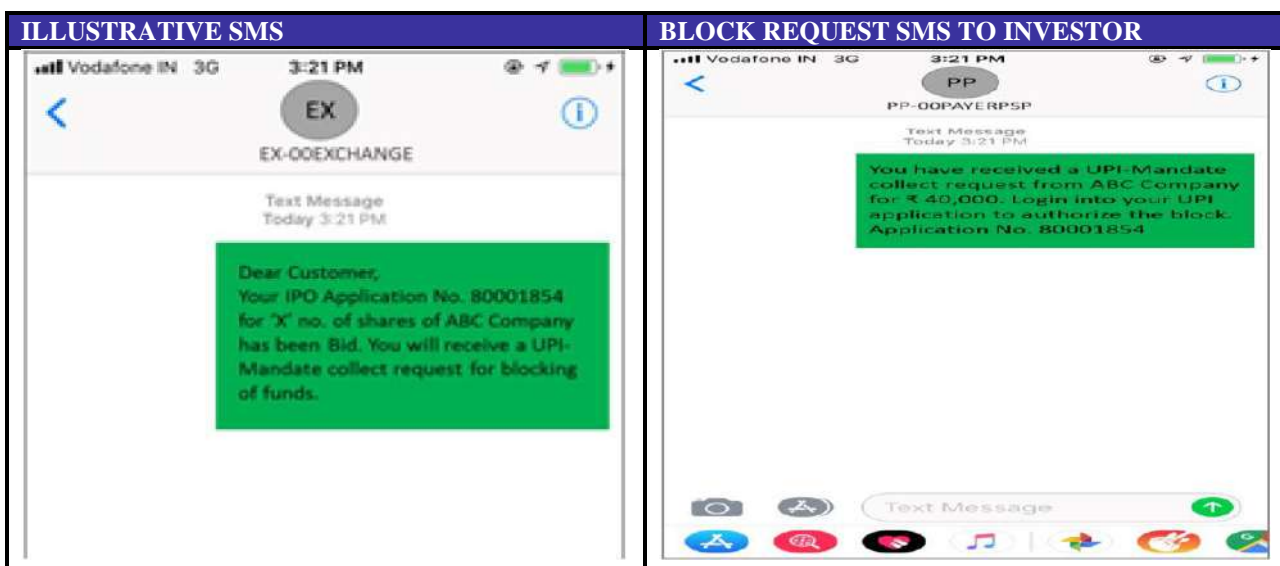 ILLUSTRATIVE SMS
Vodafone IN 3G 3:21 PM
EX
EX-00EXCHANGE
Text Message
Today 3:21 PM
Dear Customer,
Your IPO Application No. 80001854
for 'X' no. of shares of ABC Company
has been Bid. You will receive a UPI-
Mandate collect request for blocking
of funds.
BLOCK REQUEST SMS TO INVESTOR
Vodafone IN 3G 3:21 PM
PP
PP-00PAYERPSP
Text Message
Today 3:21 PM
You have received a UPI-Mandate
collect request from ABC Company
for ₹ 40,000. Login into your UPI
application to authorize the block.
Application No. 80001854
Text Message